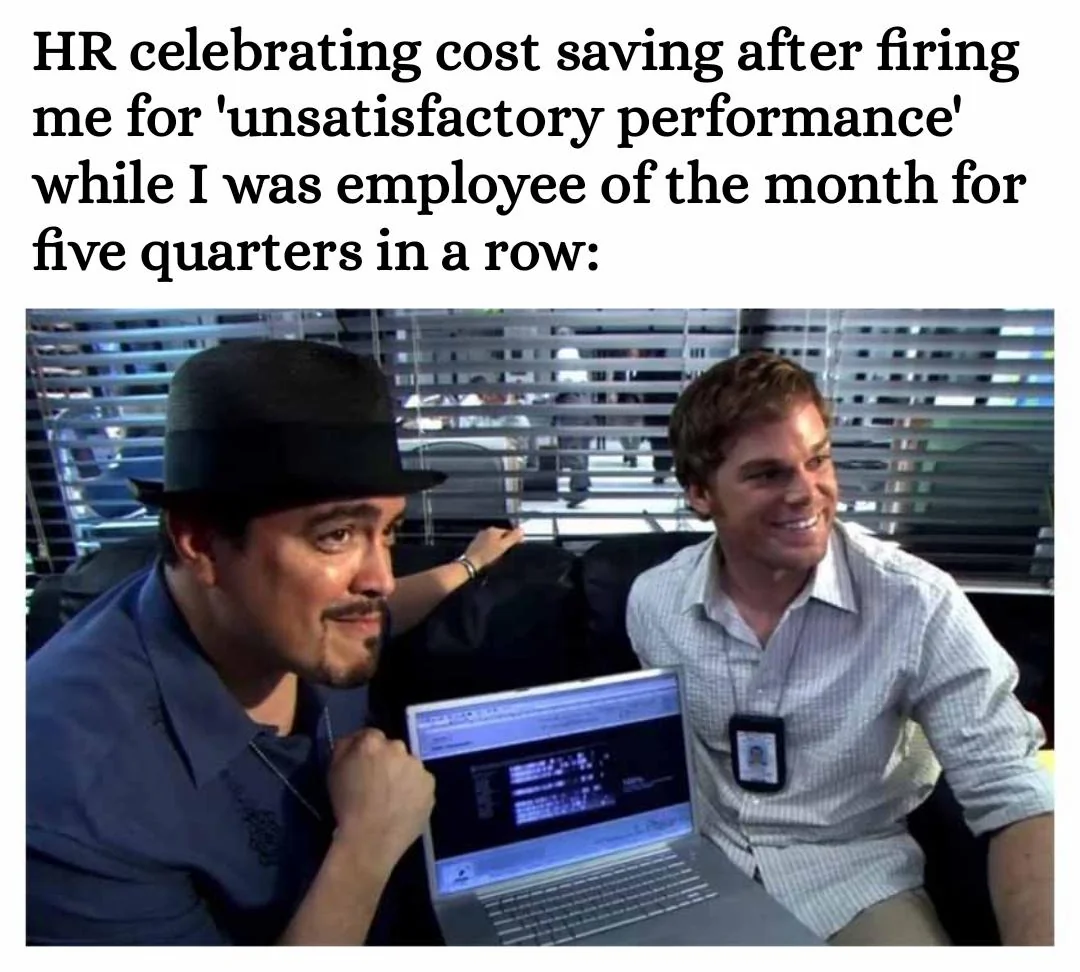 HR celebrating cost saving after firing
me for 'unsatisfactory performance'
while I was employee of the month for
five quarters in a row: